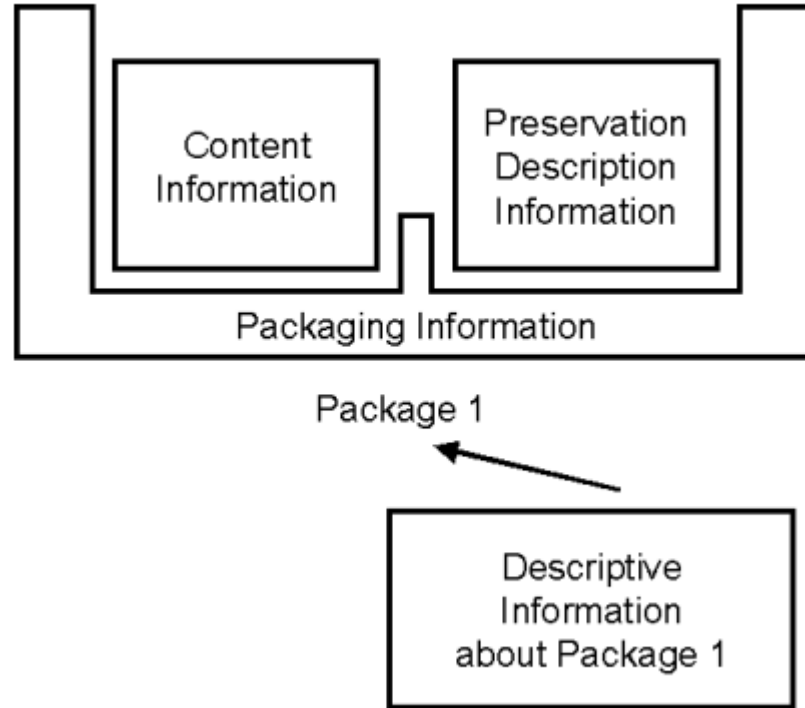 Content
Information
Preservation
Description
Information
Packaging Information
Package 1
Descriptive
Information
about Package 1